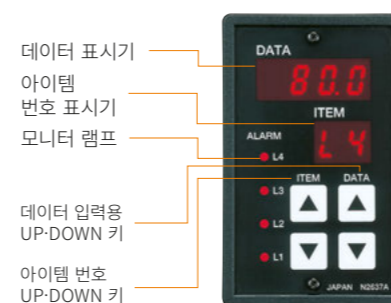 데이터 표시기
아이템
번호 표시기
모니터 램프
데이터 입력용
UP·DOWN 키
아이템 번호
UP·DOWN 키
DATA
80.0
ITEM
L4
ALARM
L4
ITEM DATA
L3
L2
L1
JAPAN N2637A